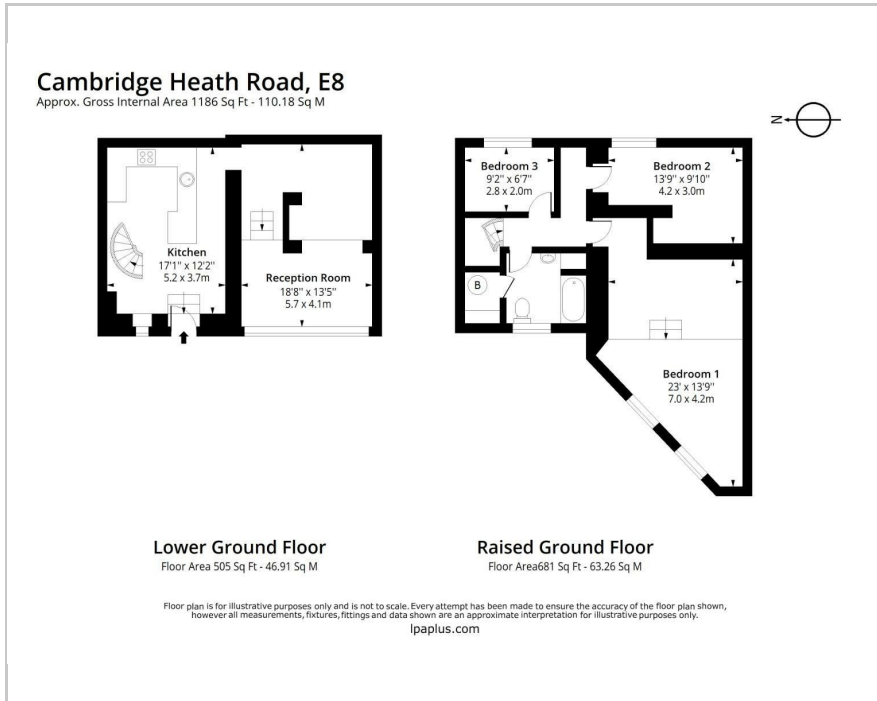 Cambridge Heath Road, E8
Approx. Gross Internal Area 1186 Sq Ft - 110.18 Sq M
N
Kitchen
17'1" x 12'2"
5.2 x 3.7m
Reception Room
18'8" x 13'5"
5.7 x 4.1m
Bedroom 3
9'2" x 6'7"
2.8 x 2.0m
Bedroom 2
13'9" x 9'10"
4.2 x 3.0m
B
Bedroom 1
23' x 13'9"
7.0 x 4.2m
Lower Ground Floor
Floor Area 505 Sq Ft - 46.91 Sq M
Raised Ground Floor
Floor Area681 Sq Ft - 63.26 Sq M
Floor plan is for illustrative purposes only and is not to scale. Every attempt has been made to ensure the accuracy of the floor plan shown,
however all measurements, fixtures, fittings and data shown are an approximate interpretation for illustrative purposes only.
lpaplus.com